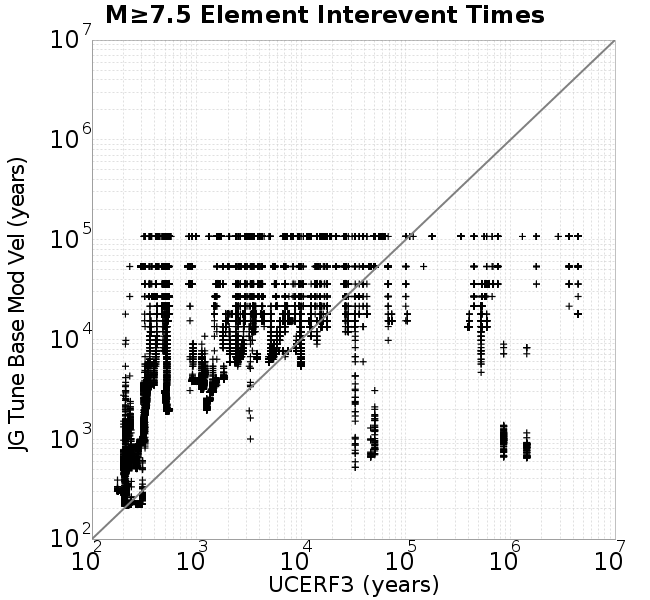 M≥7.5 Element Interevent Times
10^7
10^6
10^5
10^4
10^3
10^2
JG Tune Base Mod Vel (years)
10^2 10^3 10^4 10^5 10^6 10^7
UCERF3 (years)